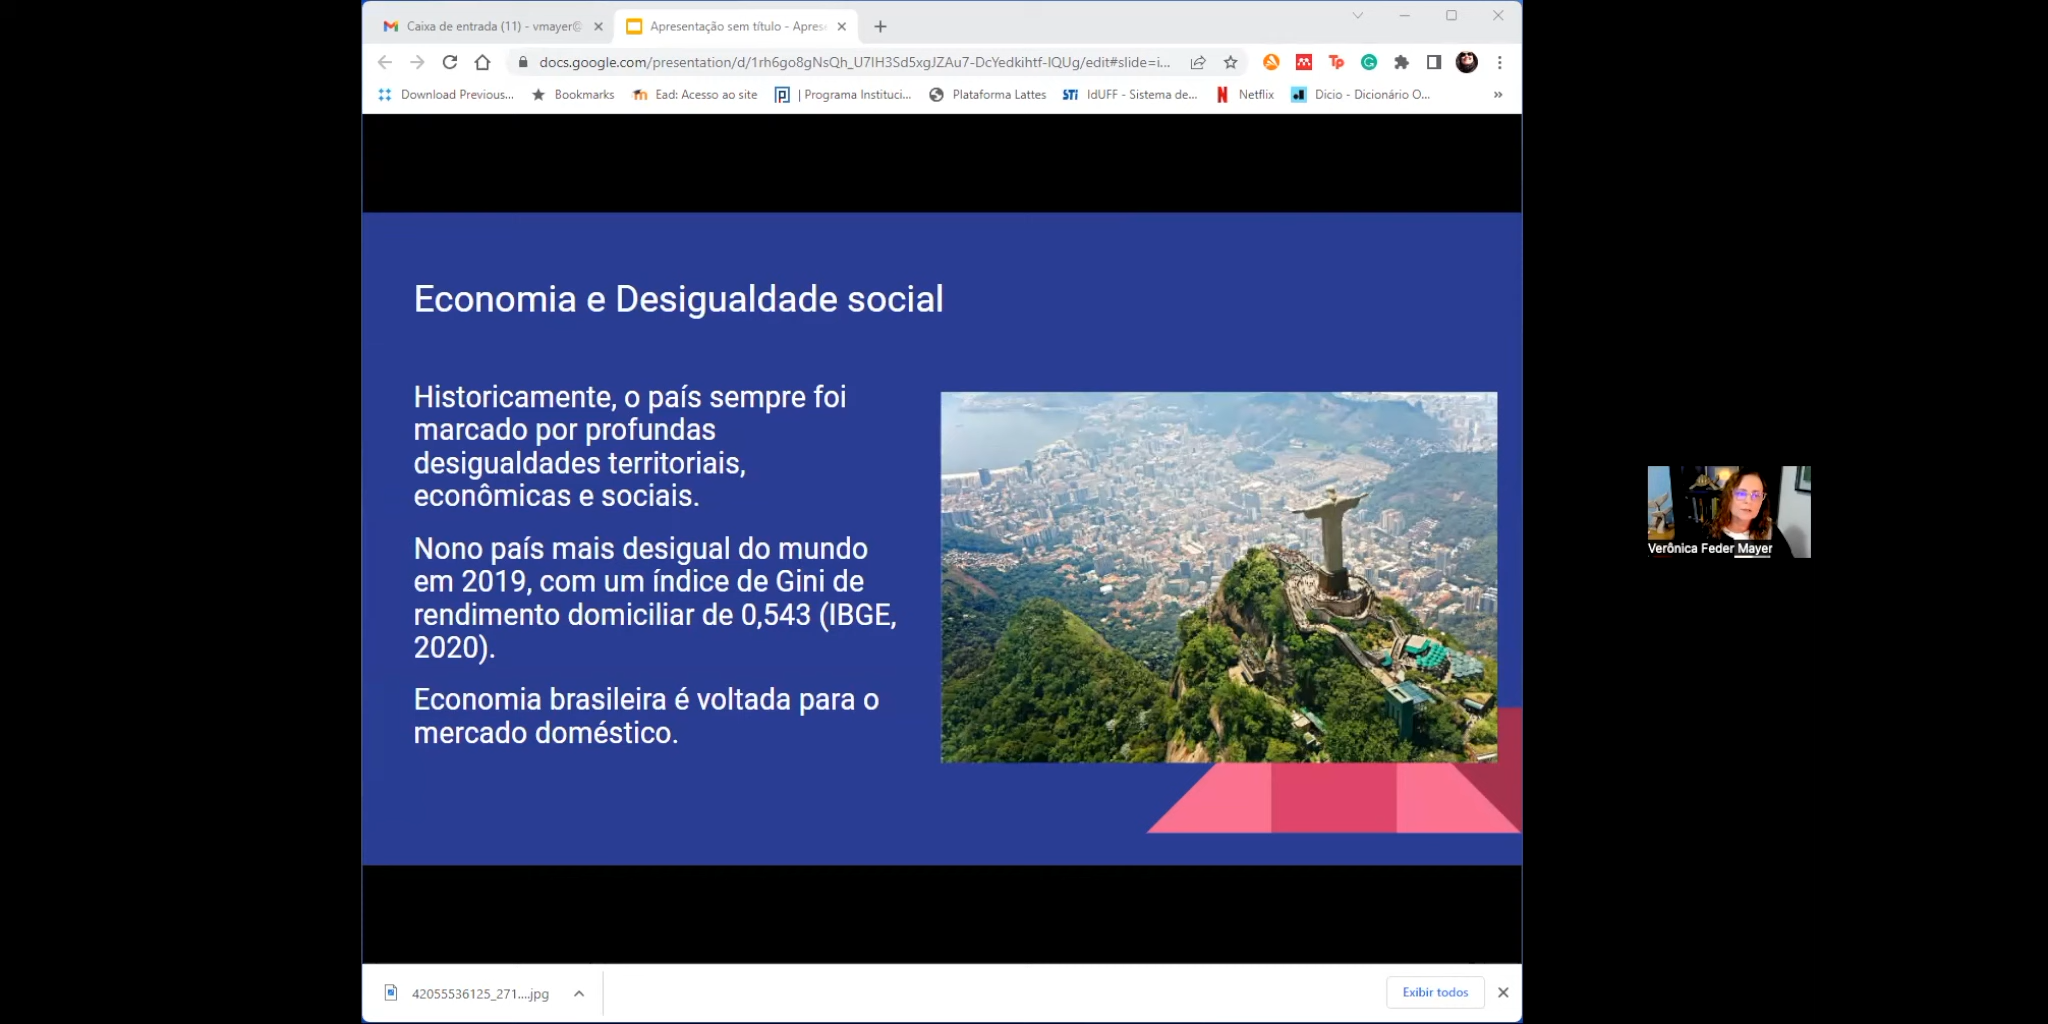 Caixa de entrada (11) - vmayer@
Apresentação sem título - Apres
docs.google.com/presentation/d/1rh6go8gNsQh_U7IH3Sd5xgJZAu7-DcYedkihtf-IQUg/edit#slide=i...
Download Previous...
Bookmarks
Ead: Acesso ao site
| Programa Instituci...
Plataforma Lattes
STi
IdUFF - Sistema de...
Netflix
Dicio - Dicionário O...
Economia e Desigualdade social
Historicamente, o país sempre foi
marcado por profundas
desigualdades territoriais,
econômicas e sociais.
Nono país mais desigual do mundo
em 2019, com um índice de Gini de
rendimento domiciliar de 0,543 (IBGE,
2020).
Economia brasileira é voltada para o
mercado doméstico.
Verônica Feder Mayer
42055536125_271....jpg
Exibir todos